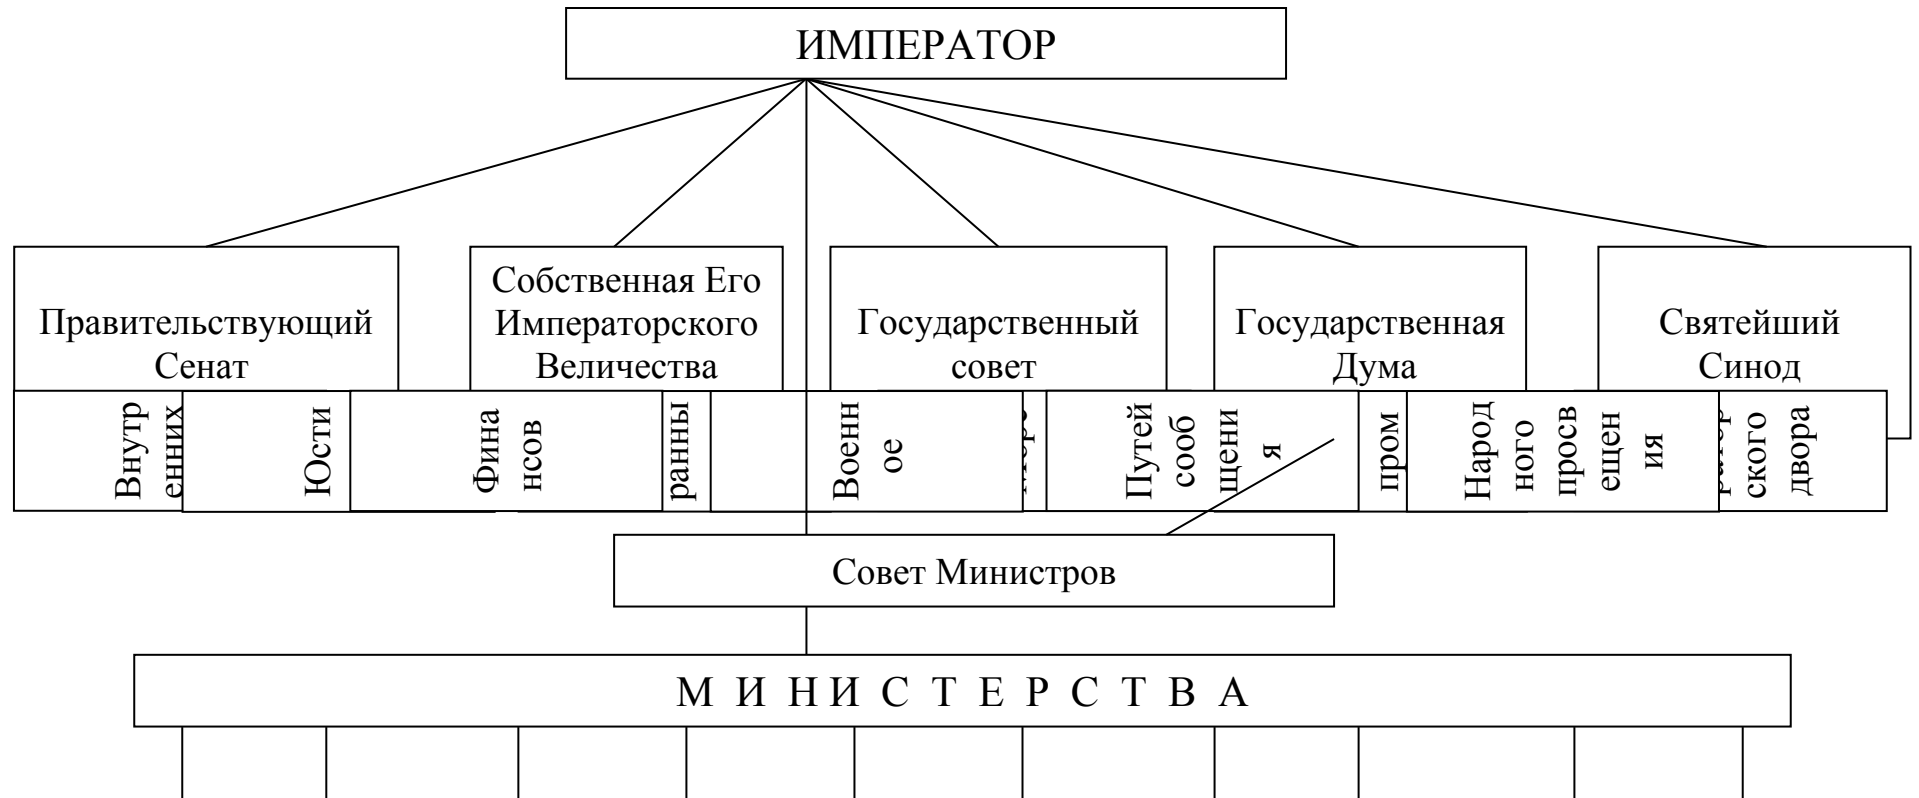 ИМПЕРАТОР
Правительствующий
Сенат
Собственная Его
Императорского
Величества
Государственный
совет
Государственная
Дума
Святейший
Синод
Внутр
енних
Юсти
Фина
нсов
ранны
Военн
ое
Путей
сооб
щени
я
пром
Народ
ного
просв
ещен
ия
ского
двора
Совет Министров
М И Н И С Т Е Р С Т В А